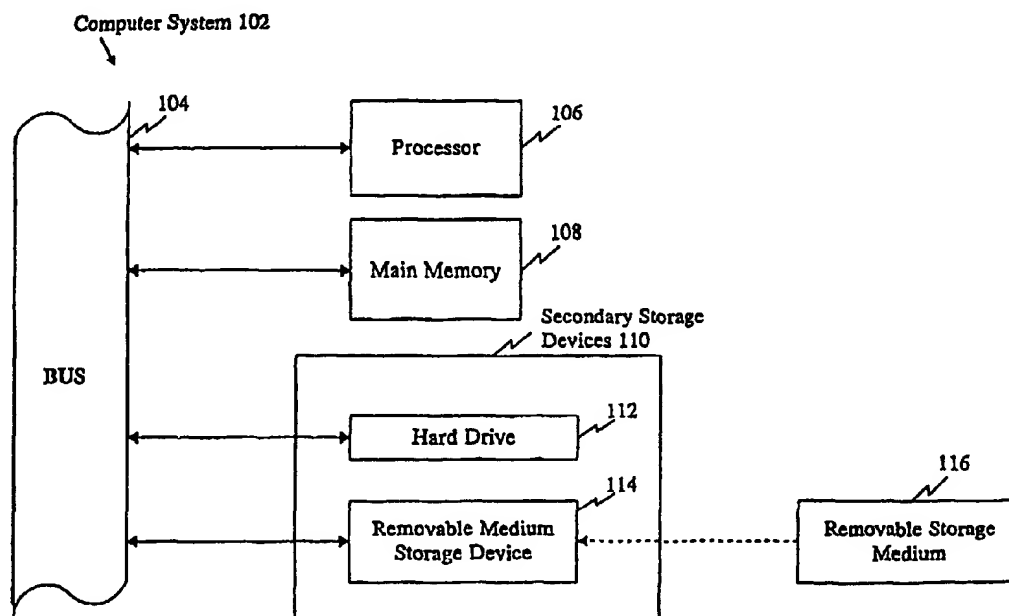 Computer System 102
104
106
Processor
108
Main Memory
Secondary Storage
Devices 110
BUS
112
Hard Drive
114
Removable Medium
Storage Device
116
Removable Storage
Medium